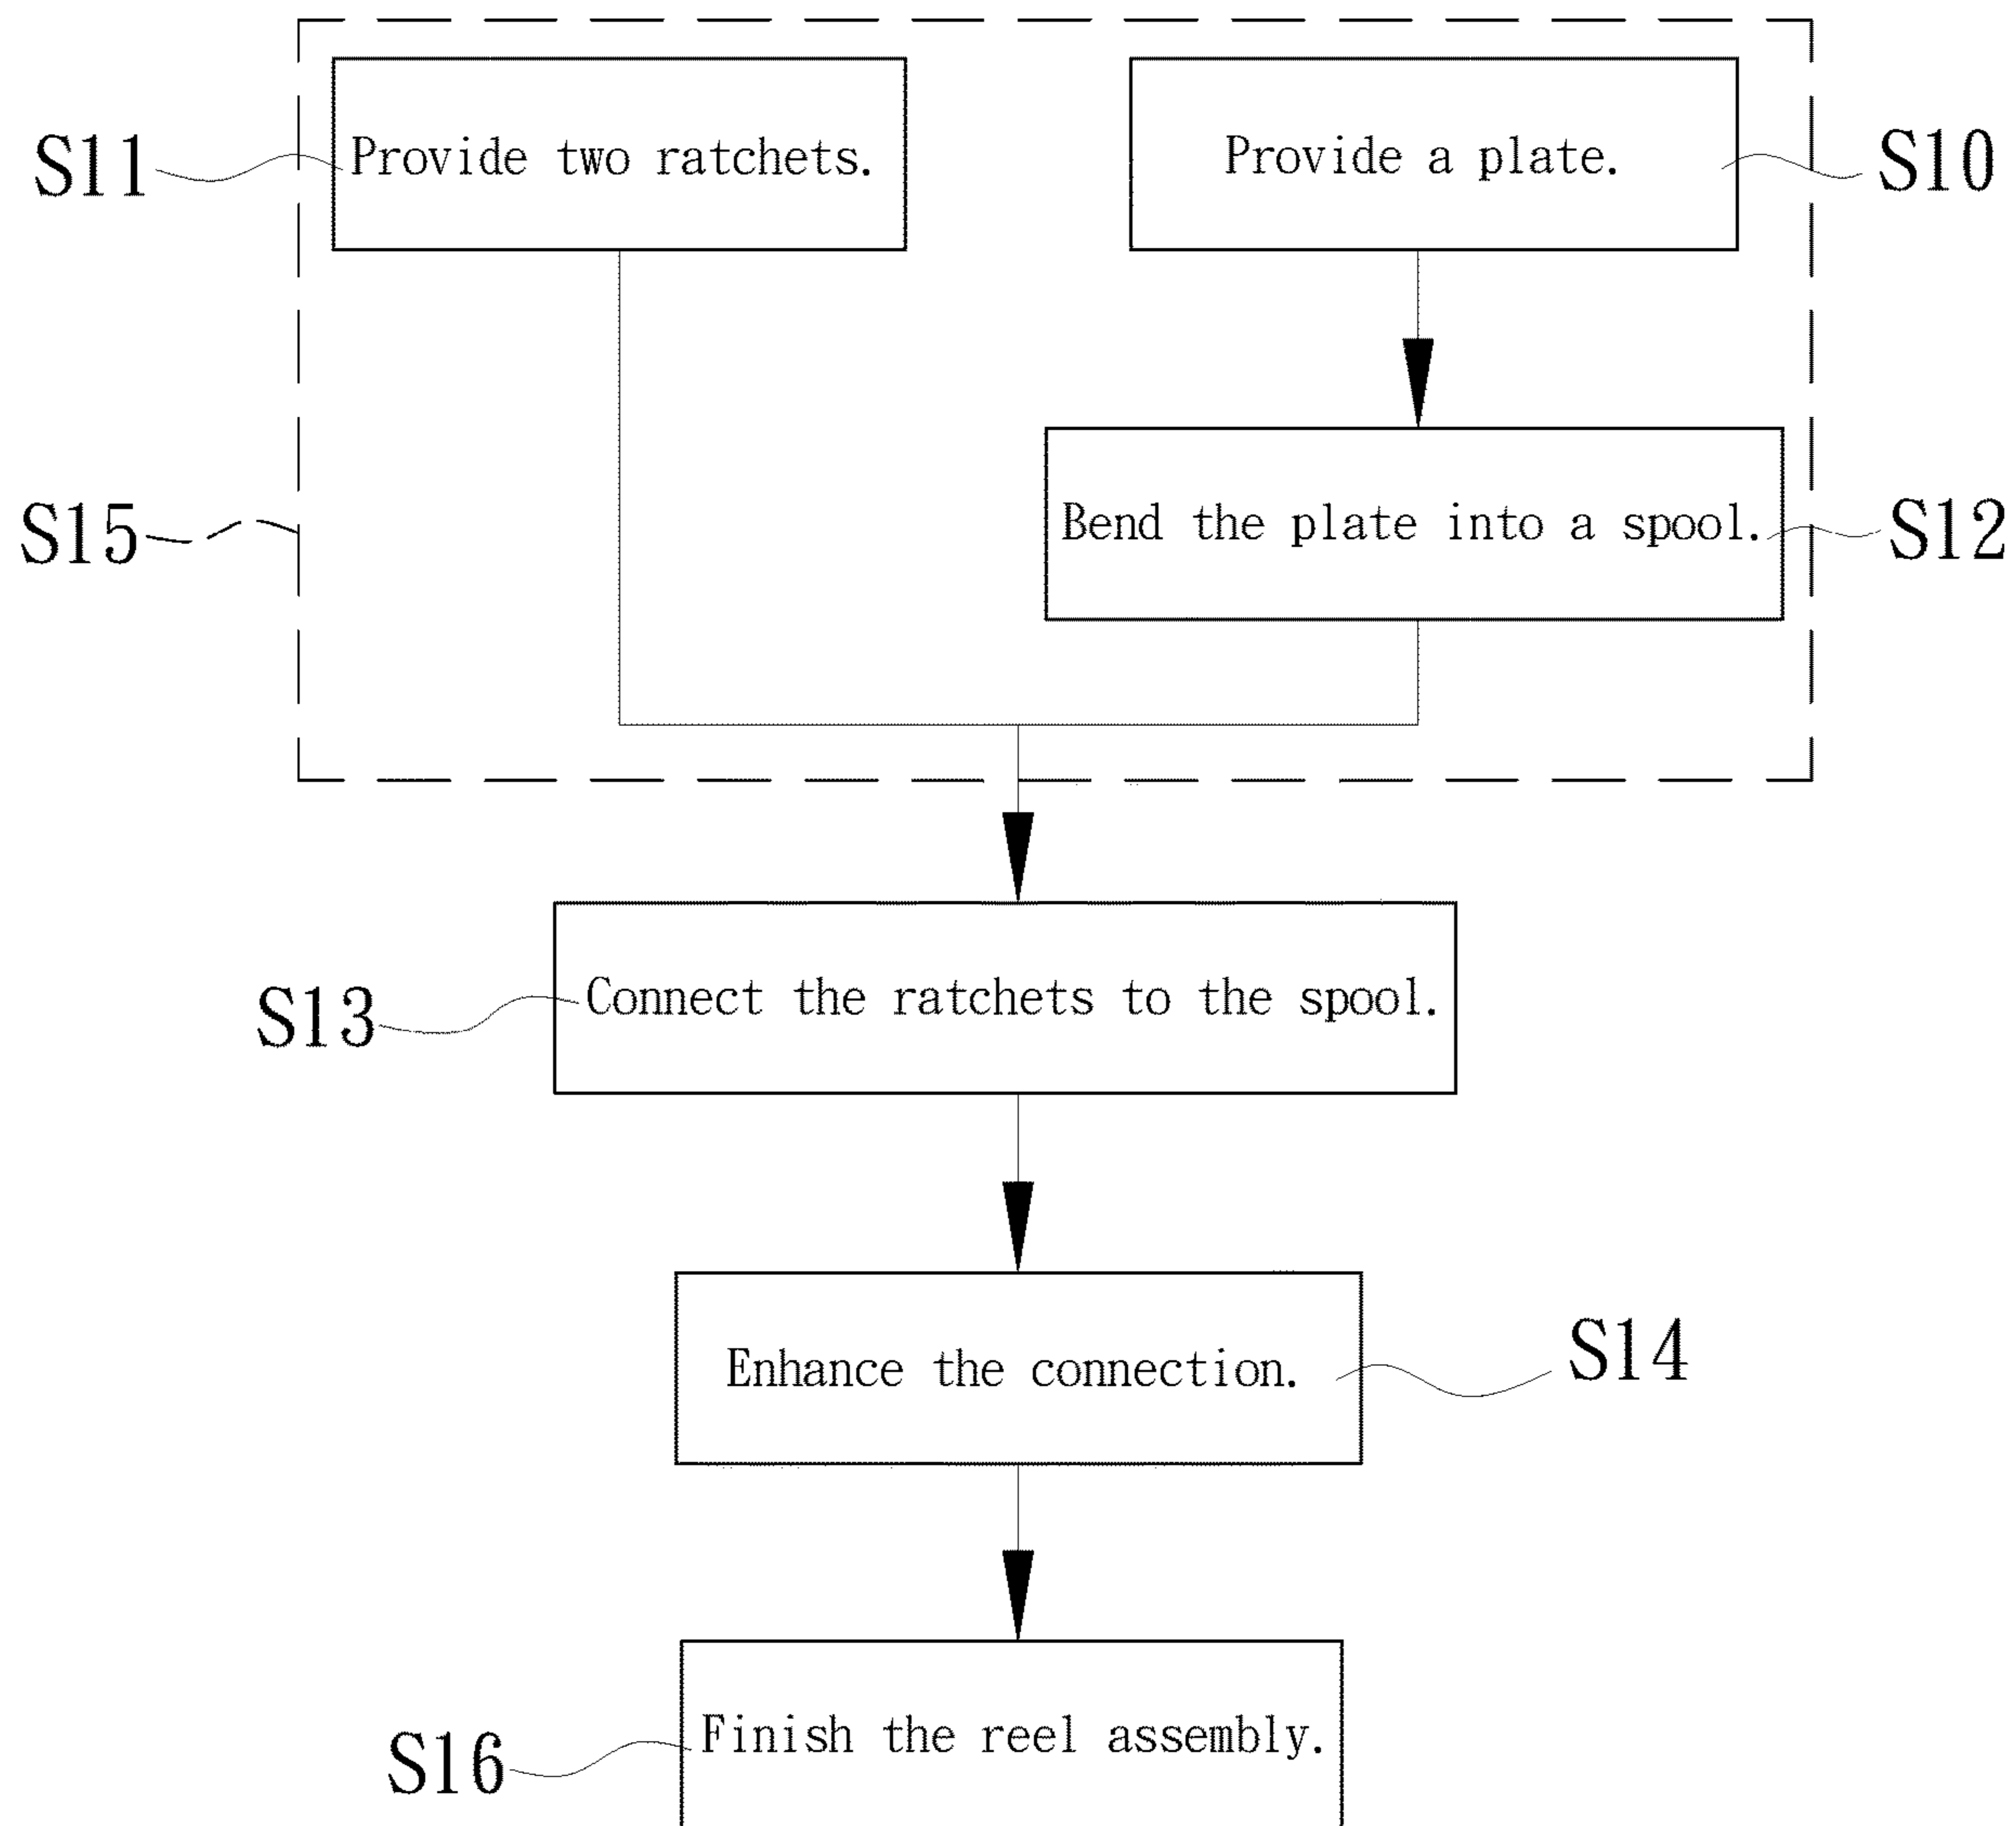 S11
Provide two ratchets.
Provide a plate.
S10
S15
Bend the plate into a spool.
S12
S13
Connect the ratchets to the spool.
Enhance the connection.
S14
S16
Finish the reel assembly.